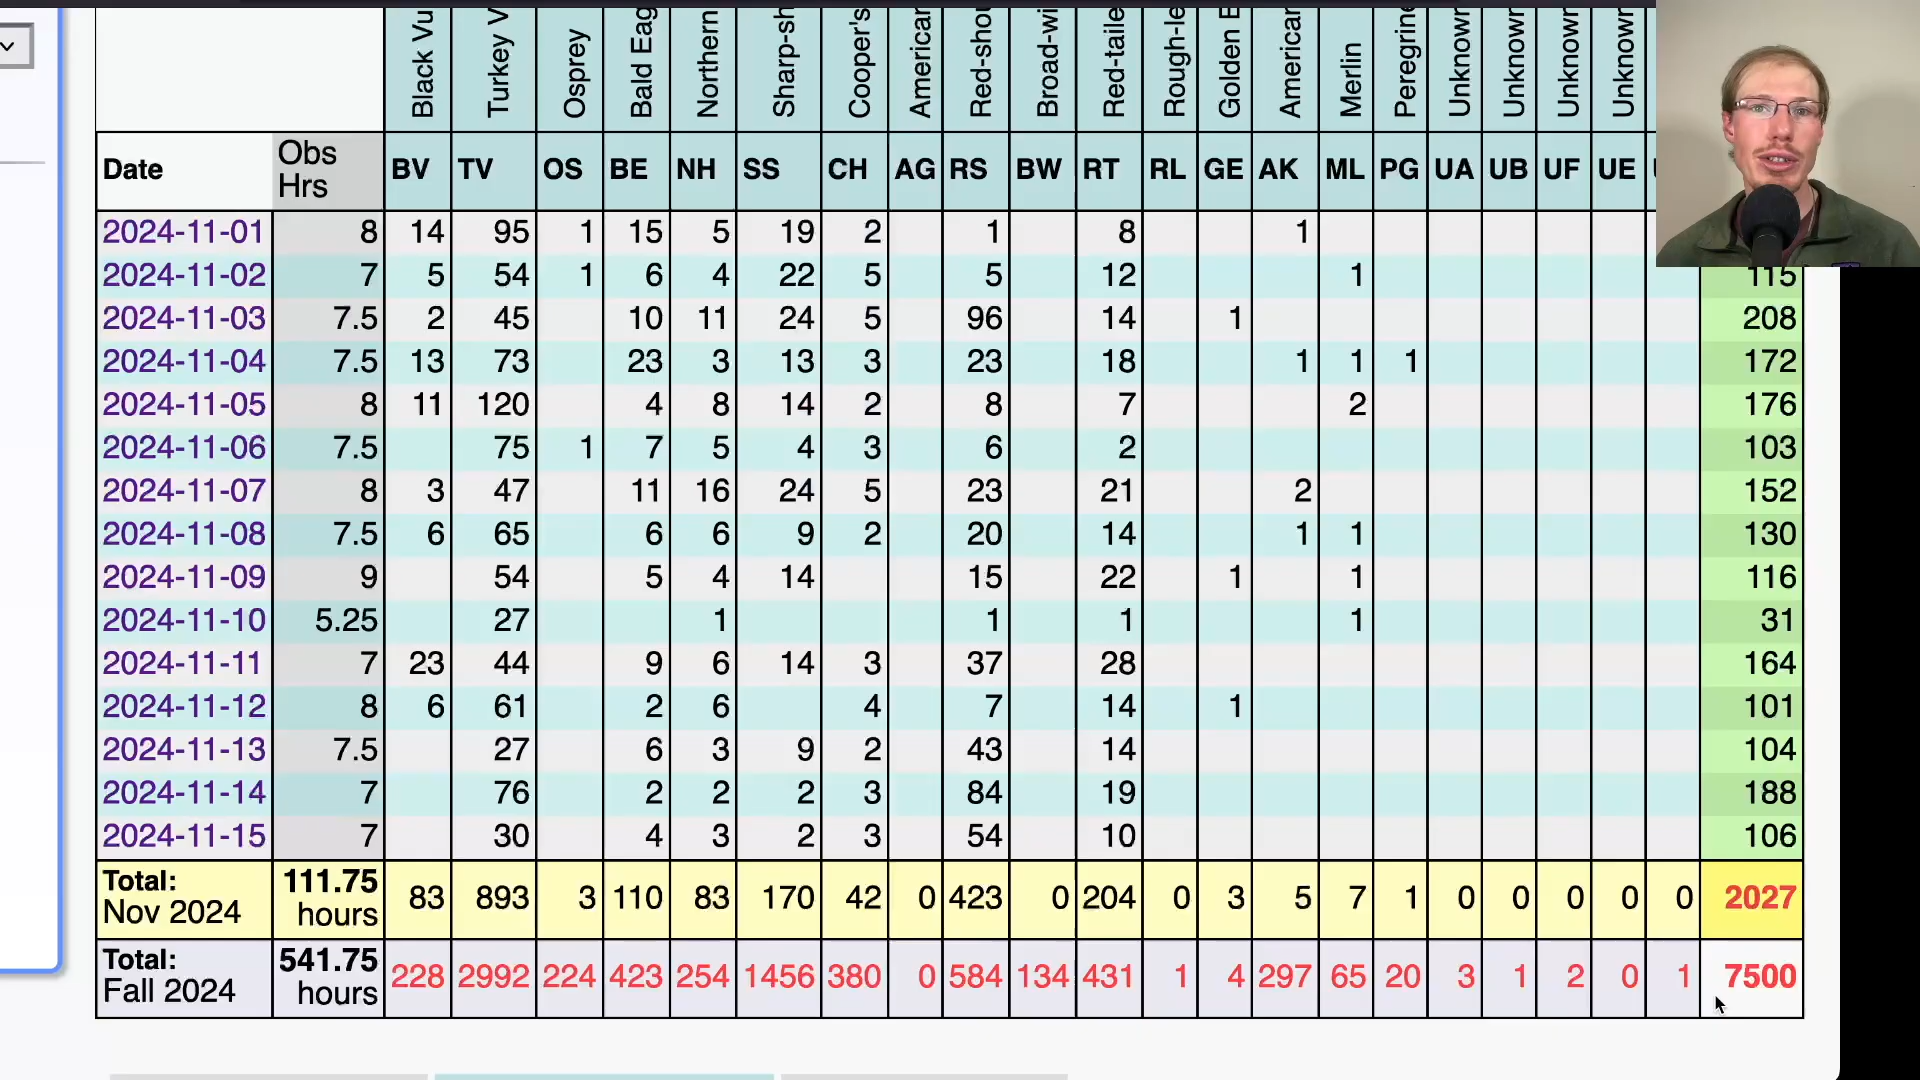 Black Vu
Turkey V
Osprey
Bald Eag
Northern
Sharp-sh
Cooper's
American
Red-shou
Broad-wi
Red-taile
Rough-le
Golden E
American
Merlin
Peregrine
Unknown
Unknown
Unknown
Unknown
Date Obs Hrs BV TV OS BE NH SS CH AG RS BW RT RL GE AK ML PG UA UB UF UE
2024-11-01 8 14 95 1 15 5 19 2 1 8 1
2024-11-02 7 5 54 1 6 4 22 5 5 12 1 115
2024-11-03 7.5 2 45 10 11 24 5 96 14 1 208
2024-11-04 7.5 13 73 23 3 13 3 23 18 1 1 1 172
2024-11-05 8 11 120 4 8 14 2 8 7 2 176
2024-11-06 7.5 75 1 7 5 4 3 6 2 103
2024-11-07 8 3 47 11 16 24 5 23 21 2 152
2024-11-08 7.5 6 65 6 6 9 2 20 14 1 1 130
2024-11-09 9 54 5 4 14 15 22 1 1 116
2024-11-10 5.25 27 1 1 1 1 31
2024-11-11 7 23 44 9 6 14 3 37 28 164
2024-11-12 8 6 61 2 6 4 7 14 1 101
2024-11-13 7.5 27 6 3 9 2 43 14 104
2024-11-14 7 76 2 2 2 3 84 19 188
2024-11-15 7 30 4 3 2 3 54 10 106
Total: Nov 2024 111.75 hours 83 893 3 110 83 170 42 0 423 0 204 0 3 5 7 1 0 0 0 0 0 2027
Total: Fall 2024 541.75 hours 228 2992 224 423 254 1456 380 0 584 134 431 1 4 297 65 20 3 1 2 0 1 7500